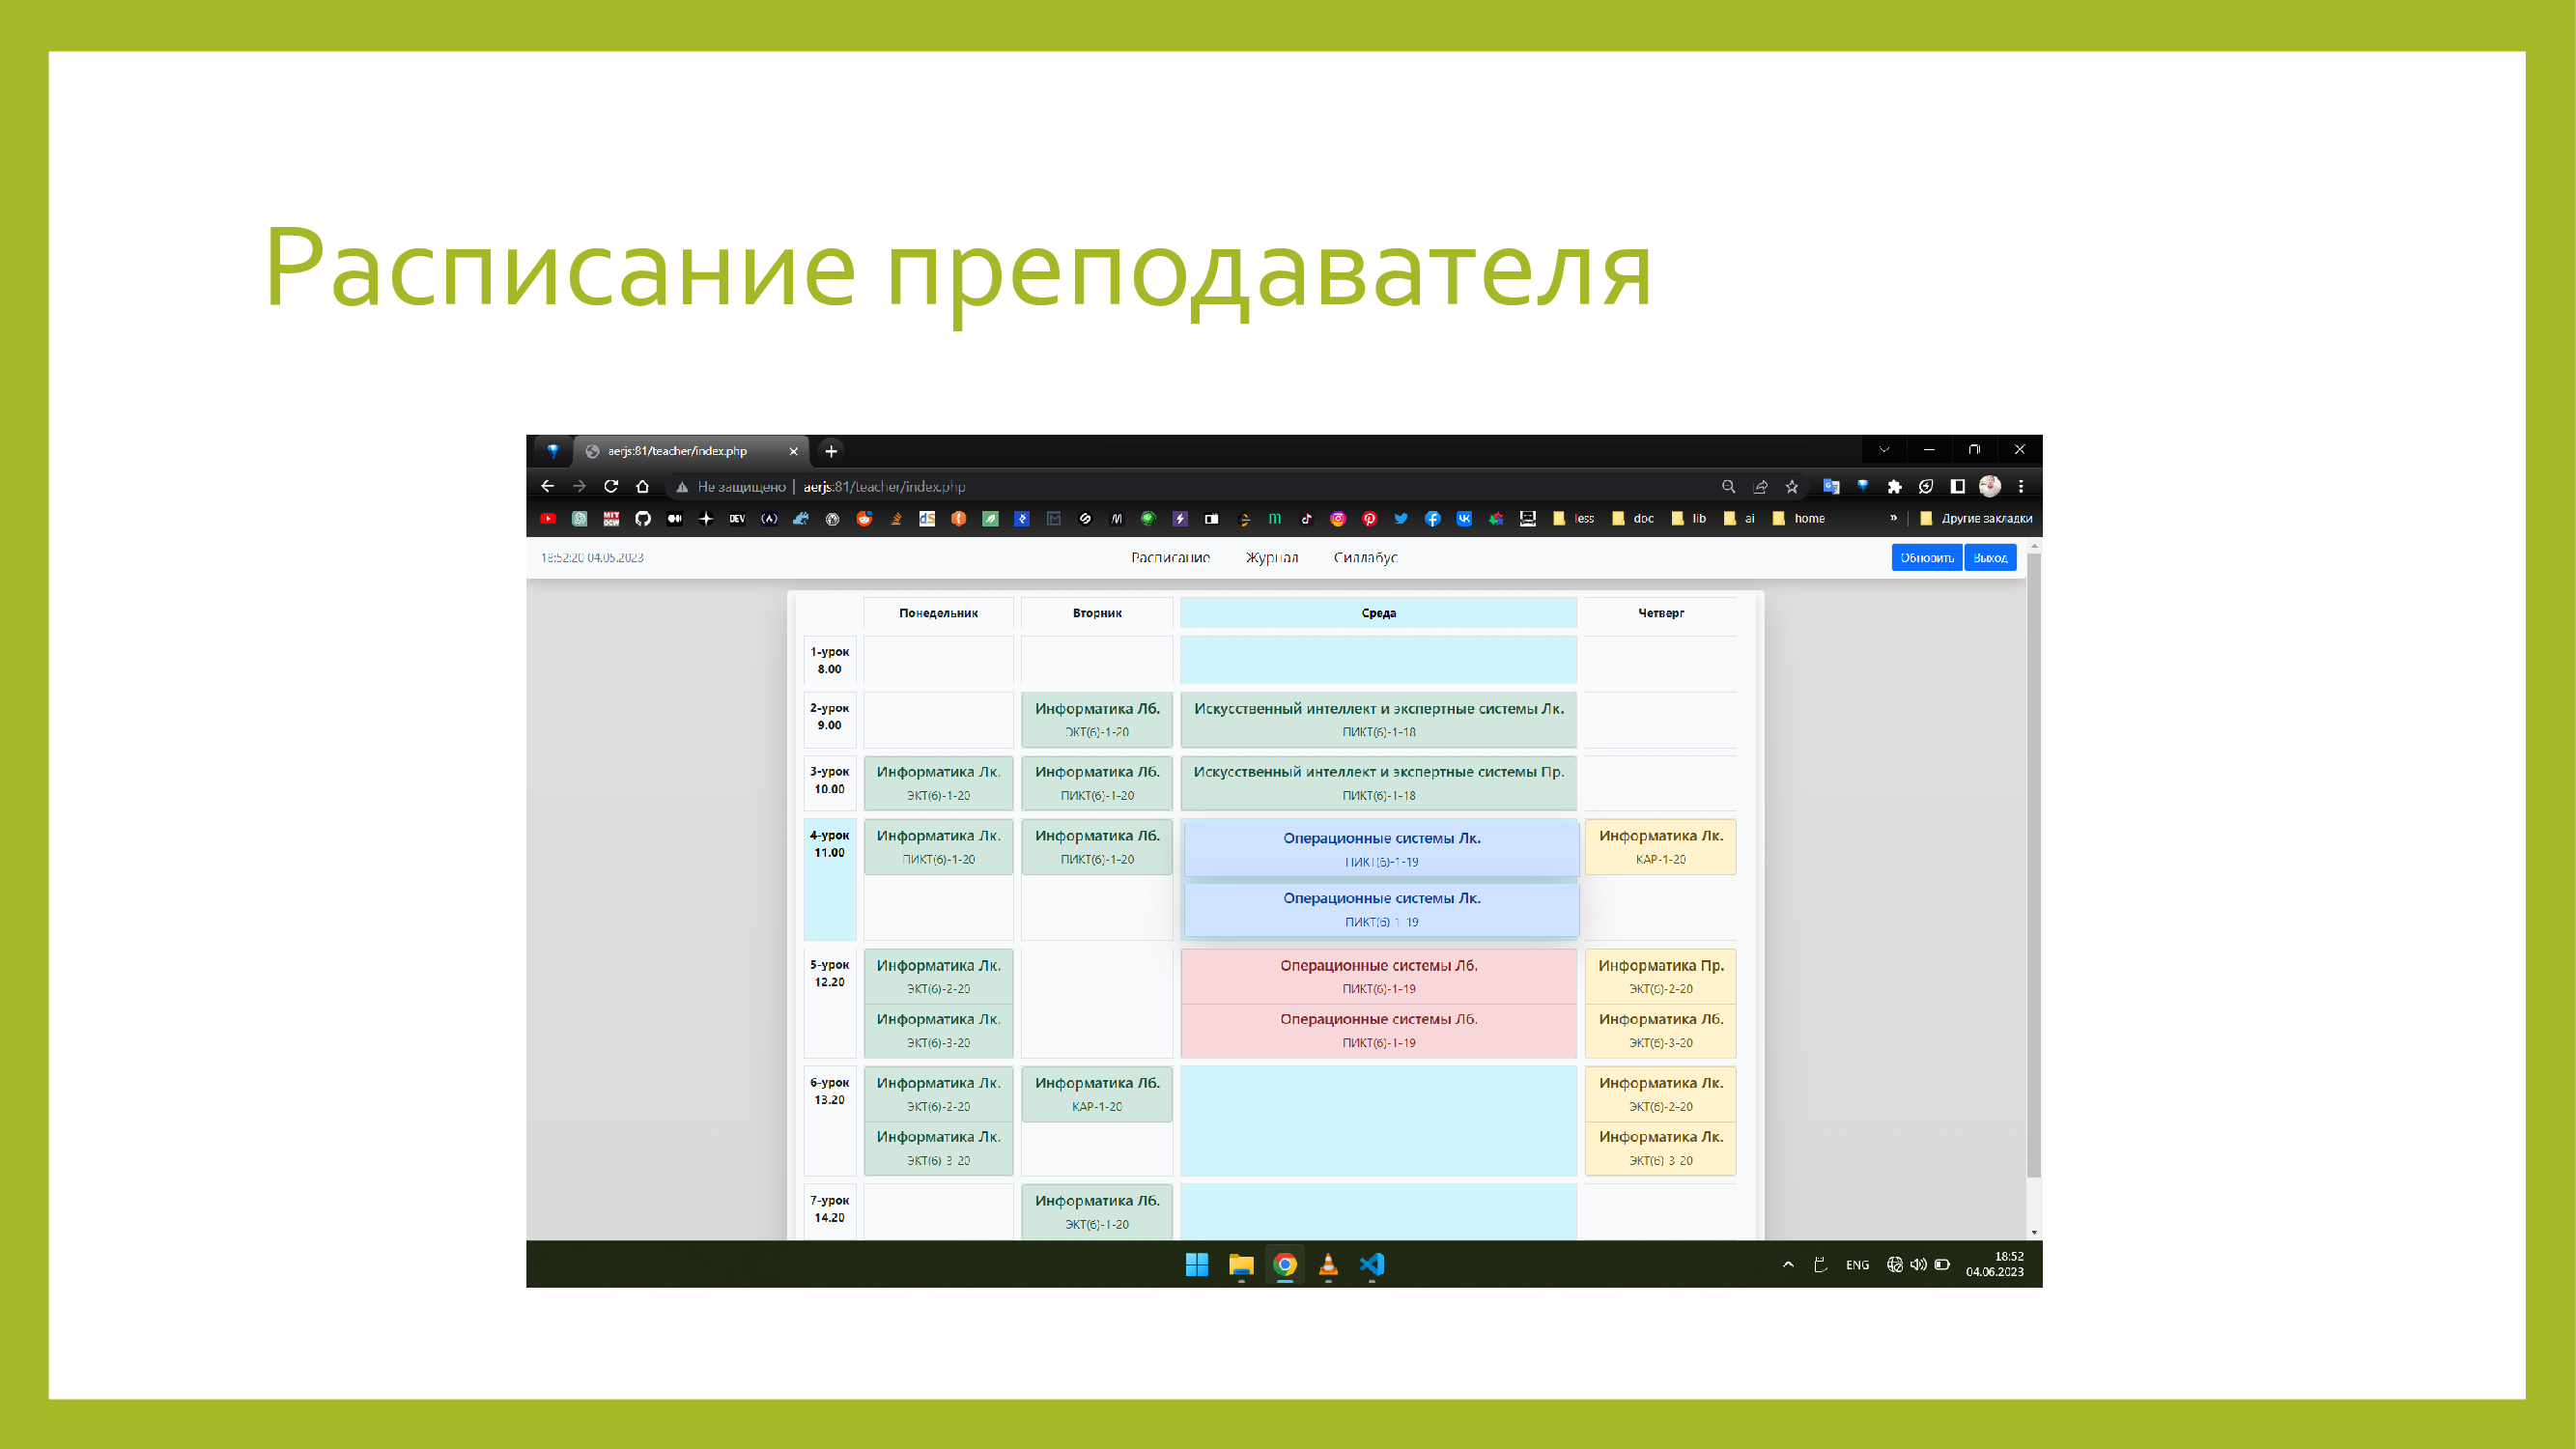 Расписание преподавателя
aerjs:81/teacher/index.php
Не защищено | aerjs:81/teacher/index.php
less doc lib ai home » Другие закладки
18:52:20 04.05.2023 Расписание Журнал Силлабус Обновить Выход
Понедельник Вторник Среда Четверг
1-урок
8.00
2-урок Информатика Лб. Искусственный интеллект и экспертные системы Лк.
9.00 ЭКТ(б)-1-20 ПИКТ(б)-1-18
3-урок Информатика Лк. Информатика Лб. Искусственный интеллект и экспертные системы Пр.
10.00 ЭКТ(б)-1-20 ПИКТ(б)-1-20 ПИКТ(б)-1-18
4-урок Информатика Лк. Информатика Лб. Операционные системы Лк. Информатика Лк.
11.00 ПИКТ(б)-1-20 ПИКТ(б)-1-20 ПИКТ(б)-1-19 КАР-1-20
Операционные системы Лк.
ПИКТ(б)-1-19
5-урок Информатика Лк. Операционные системы Лб. Информатика Пр.
12.20 ЭКТ(б)-2-20 ПИКТ(б)-1-19 ЭКТ(б)-2-20
Информатика Лк. Операционные системы Лб. Информатика Лб.
ЭКТ(б)-3-20 ПИКТ(б)-1-19 ЭКТ(б)-3-20
6-урок Информатика Лк. Информатика Лб. Информатика Лк.
13.20 ЭКТ(б)-2-20 КАР-1-20 ЭКТ(б)-2-20
Информатика Лк. Информатика Лк.
ЭКТ(б)-3-20 ЭКТ(б)-3-20
7-урок Информатика Лб.
14.20 ЭКТ(б)-1-20
ENG 18:52
04.06.2023